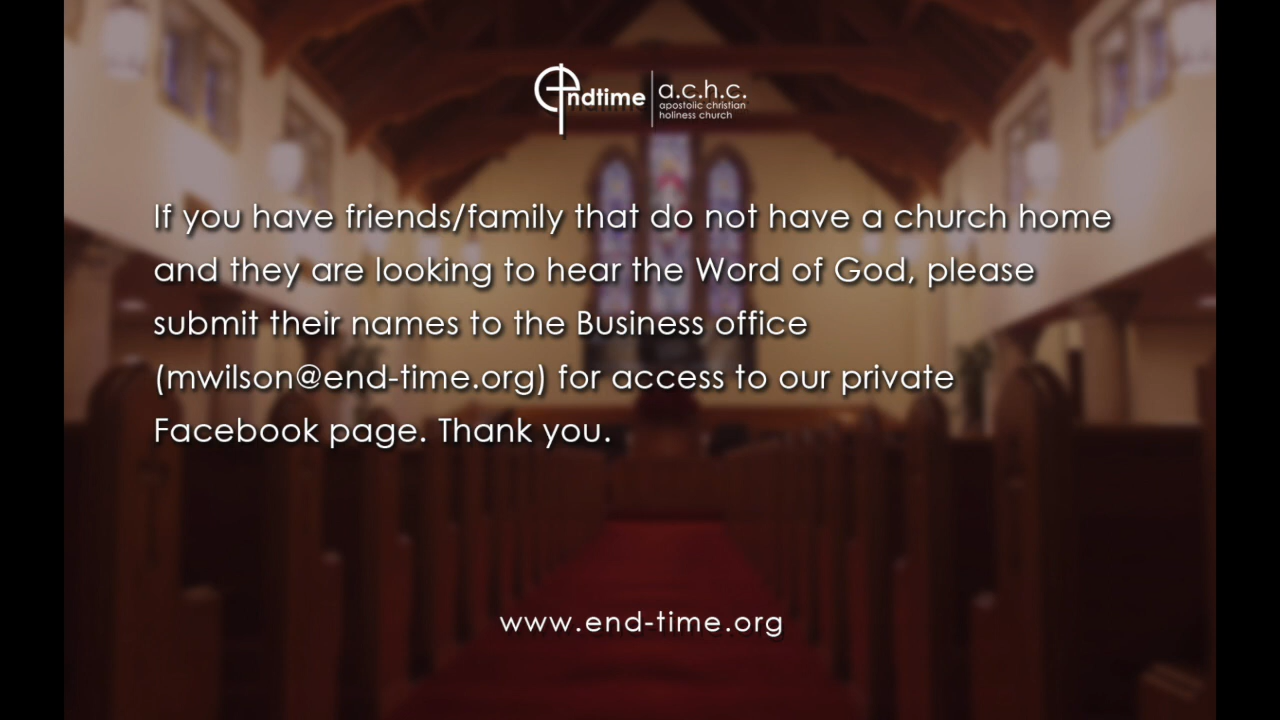 Endtime
a.c.h.c.
apostolic christian
holiness church
If you have friends/family that do not have a church home
and they are looking to hear the Word of God, please
submit their names to the Business office
(mwilson@end-time.org) for access to our private
Facebook page. Thank you.
www.end-time.org